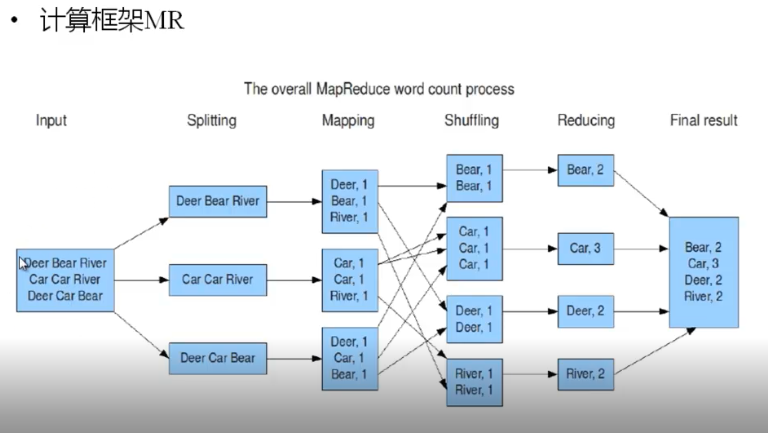 • 计算框架MR
The overall MapReduce word count process
Input
Splitting
Mapping
Shuffling
Reducing
Final result
Deer Bear River
Car Car River
Deer Car Bear
Deer Bear River
Car Car River
Deer Car Bear
Deer, 1
Bear, 1
River, 1
Car, 1
Car, 1
River, 1
Deer, 1
Car, 1
Bear, 1
Bear, 1
Bear, 1
Car, 1
Car, 1
Car, 1
Deer, 1
Deer, 1
River, 1
River, 1
Bear, 2
Car, 3
Deer, 2
River, 2
Bear, 2
Car, 3
Deer, 2
River, 2